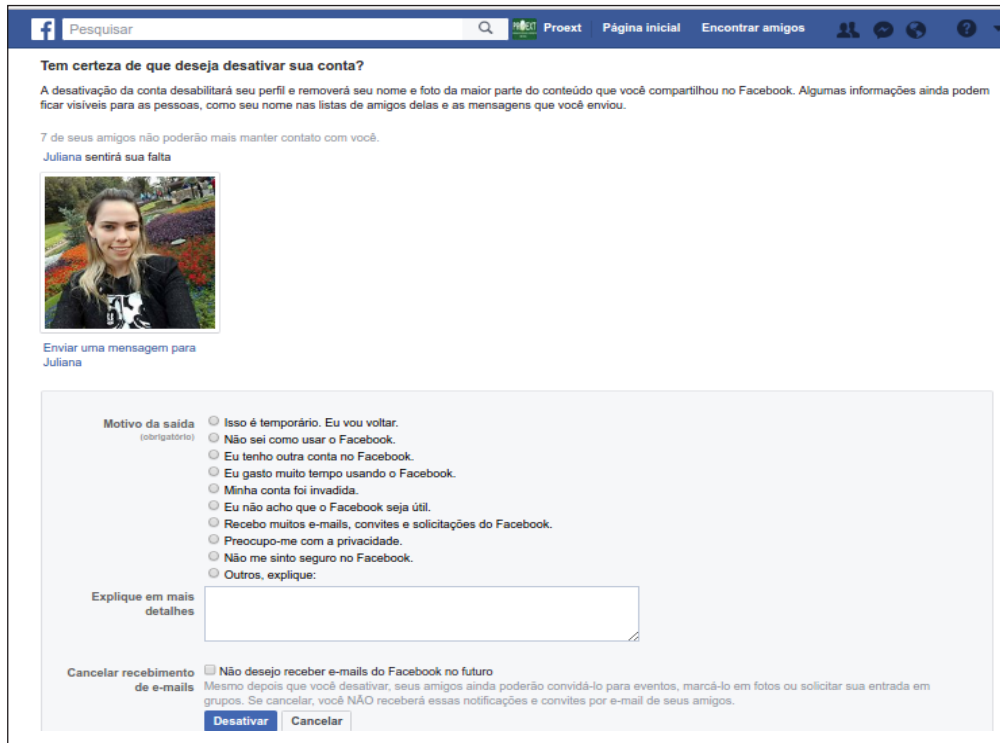 f Pesquisar PROEXT Proext Página inicial Encontrar amigos ?
Tem certeza de que deseja desativar sua conta?
A desativação da conta desabilitará seu perfil e removerá seu nome e foto da maior parte do conteúdo que você compartilhou no Facebook. Algumas informações ainda podem
ficar visíveis para as pessoas, como seu nome nas listas de amigos delas e as mensagens que você enviou.
7 de seus amigos não poderão mais manter contato com você.
Juliana sentirá sua falta
Enviar uma mensagem para
Juliana
Motivo da saída
(obrigatório)
Isso é temporário. Eu vou voltar.
Não sei como usar o Facebook.
Eu tenho outra conta no Facebook.
Eu gasto muito tempo usando o Facebook.
Minha conta foi invadida.
Eu não acho que o Facebook seja útil.
Recebo muitos e-mails, convites e solicitações do Facebook.
Preocupo-me com a privacidade.
Não me sinto seguro no Facebook.
Outros, explique:
Explique em mais
detalhes
Cancelar recebimento
de e-mails
Não desejo receber e-mails do Facebook no futuro
Mesmo depois que você desativar, seus amigos ainda poderão convidá-lo para eventos, marcá-lo em fotos ou solicitar sua entrada em
grupos. Se cancelar, você NÃO receberá essas notificações e convites por e-mail de seus amigos.
Desativar Cancelar